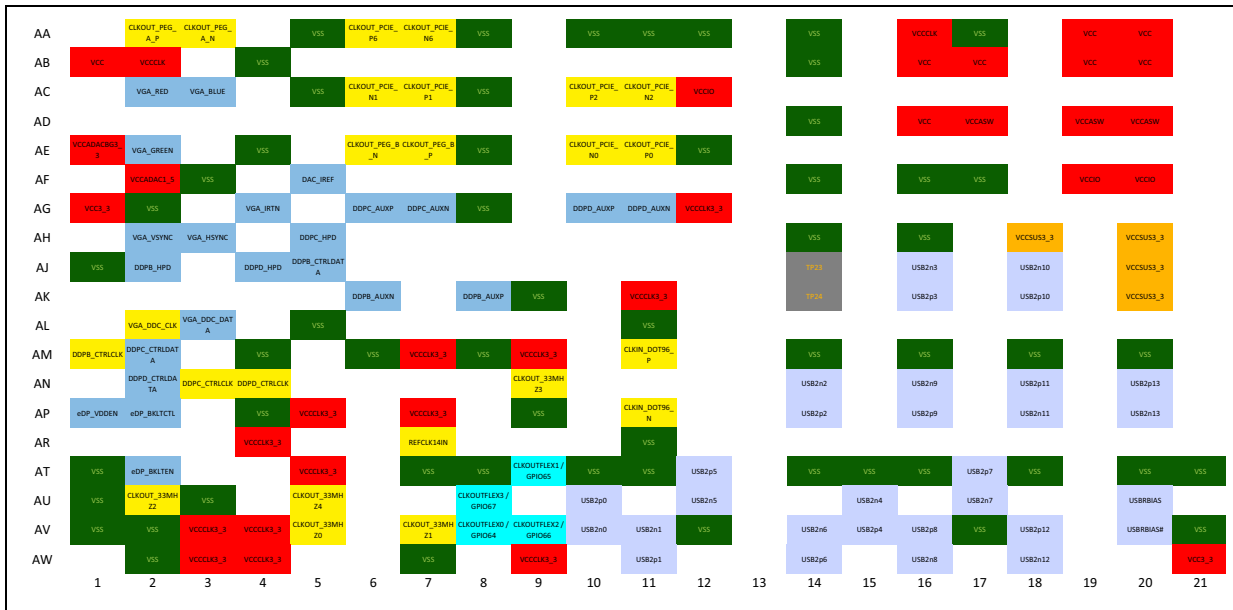 AA CLKOUT_PEG_A_P CLKOUT_PEG_A_N VSS CLKOUT_PCIE_P6 CLKOUT_PCIE_N6 VSS VSS VSS VSS VSS VCCCLK VSS VCC VCC
AB VCC VCCCLK VSS VSS VCC VCC VCC VCC
AC VGA_RED VGA_BLUE VSS CLKOUT_PCIE_N1 CLKOUT_PCIE_P1 VSS CLKOUT_PCIE_P2 CLKOUT_PCIE_N2 VCCIO
AD VSS VCC VCCASW VCCASW VCCASW
AE VCCADACBG3_3 VGA_GREEN VSS CLKOUT_PEG_B_N CLKOUT_PEG_B_P VSS CLKOUT_PCIE_N0 CLKOUT_PCIE_P0 VSS
AF VCCADAC1_5 VSS DAC_IREF VSS VSS VSS VCCIO VCCIO
AG VCC3_3 VSS VGA_IRTN DDPC_AUXP DDPC_AUXN VSS DDPD_AUXP DDPD_AUXN VCCCLK3_3
AH VGA_VSYNC VGA_HSYNC DDPC_HPD VSS VSS VCCSUS3_3 VCCSUS3_3
AJ VSS DDPB_HPD DDPD_HPD DDPB_CTRLDATA TP23 USB2n3 USB2n10 VCCSUS3_3
AK DDPB_AUXN DDPB_AUXP VSS VCCCLK3_3 TP24 USB2p3 USB2p10 VCCSUS3_3
AL VGA_DDC_CLK VGA_DDC_DATA VSS VSS
AM DDPB_CTRLCLK DDPC_CTRLDATA VSS VSS VCCCLK3_3 VSS VCCCLK3_3 CLKIN_DOT96_P VSS VSS VSS VSS
AN DDPD_CTRLDATA DDPC_CTRLCLK DDPD_CTRLCLK CLKOUT_33MHZ3 USB2n2 USB2n9 USB2p11 USB2p13
AP eDP_VDDEN eDP_BKLTCTL VSS VCCCLK3_3 VCCCLK3_3 VSS CLKIN_DOT96_N USB2p2 USB2p9 USB2n11 USB2n13
AR VCCCLK3_3 REFCLK14IN VSS
AT VSS eDP_BKLTEN VCCCLK3_3 VSS VSS CLKOUTFLEX1 / GPIO65 VSS VSS USB2p5 VSS VSS VSS USB2p7 VSS VSS VSS
AU VSS CLKOUT_33MHZ2 VSS CLKOUT_33MHZ4 CLKOUTFLEX3 / GPIO67 USB2p0 USB2n5 USB2n4 USB2n7 USBRBIAS
AV VSS VSS VCCCLK3_3 VCCCLK3_3 CLKOUT_33MHZ0 CLKOUT_33MHZ1 CLKOUTFLEX0 / GPIO64 CLKOUTFLEX2 / GPIO66 USB2n0 USB2n1 VSS USB2n6 USB2p4 USB2p8 VSS USB2p12 USBRBIAS# VSS
AW VSS VCCCLK3_3 VCCCLK3_3 VSS VCCCLK3_3 USB2p1 USB2p6 USB2n8 USB2n12 VCC3_3
1 2 3 4 5 6 7 8 9 10 11 12 13 14 15 16 17 18 19 20 21